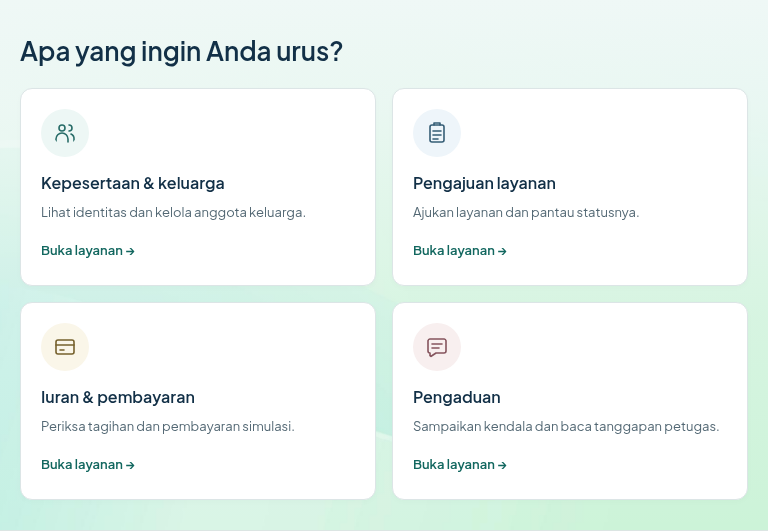 Apa yang ingin Anda urus?
Kepesertaan & keluarga
Lihat identitas dan kelola anggota keluarga.
Buka layanan →
Pengajuan layanan
Ajukan layanan dan pantau statusnya.
Buka layanan →
Iuran & pembayaran
Periksa tagihan dan pembayaran simulasi.
Buka layanan →
Pengaduan
Sampaikan kendala dan baca tanggapan petugas.
Buka layanan →